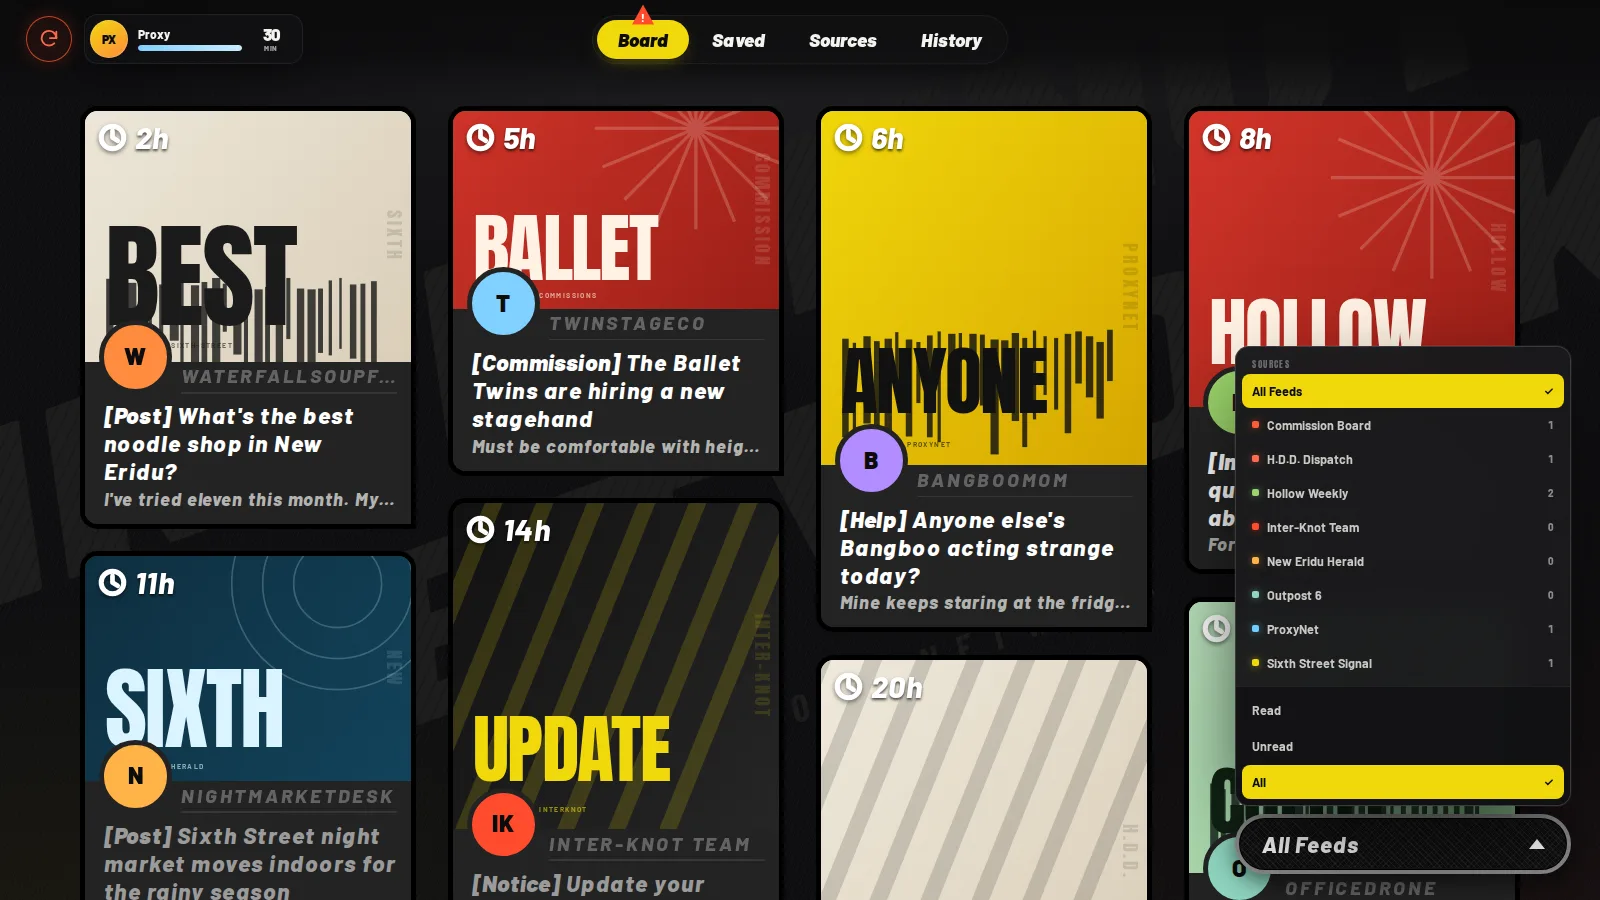 PX
Proxy
30
MIN
!
Board
Saved
Sources
History
2h
SIXTH
BEST
SIXTH STREET
W
WATERFALLSOUPF...
[Post] What's the best
noodle shop in New
Eridu?
I've tried eleven this month. My...
5h
COMMISSION
BALLET
COMMISSIONS
T
TWINSTAGECO
[Commission] The Ballet
Twins are hiring a new
stagehand
Must be comfortable with heig...
6h
PROXYNET
ANYONE
PROXYNET
B
BANGBOOMOM
[Help] Anyone else's
Bangboo acting strange
today?
Mine keeps staring at the fridg...
8h
HOLLOW
HOLLOW
[In
qu
ab
For
11h
NEW
SIXTH
HERALD
N
NIGHTMARKETDESK
[Post] Sixth Street night
market moves indoors for
the rainy season
14h
INTER-KNOT
UPDATE
INTERKNOT
IK
INTER-KNOT TEAM
[Notice] Update your
20h
H.D.D.
O
OFFICEDRONE
SOURCES
All Feeds
Commission Board 1
H.D.D. Dispatch 1
Hollow Weekly 2
Inter-Knot Team 0
New Eridu Herald 0
Outpost 6 0
ProxyNet 1
Sixth Street Signal 1
Read
Unread
All
All Feeds